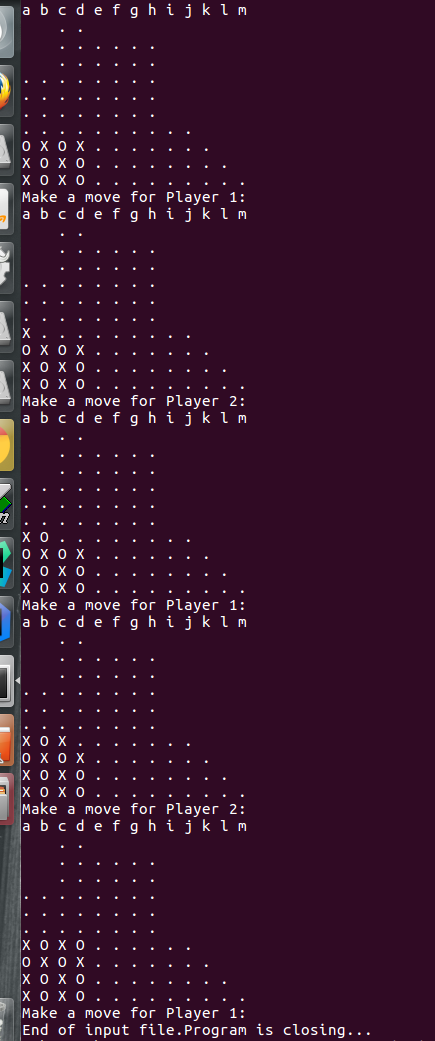 a b c d e f g h i j k l m
    . .
    . . . . . .
    . . . . . .
. . . . . . . .
. . . . . . . .
. . . . . . . .
. . . . . . . . . .
O X O X . . . . . . .
X O X O . . . . . . . .
X O X O . . . . . . . . .
Make a move for Player 1:
a b c d e f g h i j k l m
    . .
    . . . . . .
    . . . . . .
. . . . . . . .
. . . . . . . .
. . . . . . . .
X . . . . . . . . .
O X O X . . . . . . .
X O X O . . . . . . . .
X O X O . . . . . . . . .
Make a move for Player 2:
a b c d e f g h i j k l m
    . .
    . . . . . .
    . . . . . .
. . . . . . . .
. . . . . . . .
. . . . . . . .
X O . . . . . . . .
O X O X . . . . . . .
X O X O . . . . . . . .
X O X O . . . . . . . . .
Make a move for Player 1:
a b c d e f g h i j k l m
    . .
    . . . . . .
    . . . . . .
. . . . . . . .
. . . . . . . .
. . . . . . . .
X O X . . . . . . .
O X O X . . . . . . .
X O X O . . . . . . . .
X O X O . . . . . . . . .
Make a move for Player 2:
a b c d e f g h i j k l m
    . .
    . . . . . .
    . . . . . .
. . . . . . . .
. . . . . . . .
. . . . . . . .
X O X O . . . . . .
O X O X . . . . . . .
X O X O . . . . . . . .
X O X O . . . . . . . . .
Make a move for Player 1:
End of input file.Program is closing...